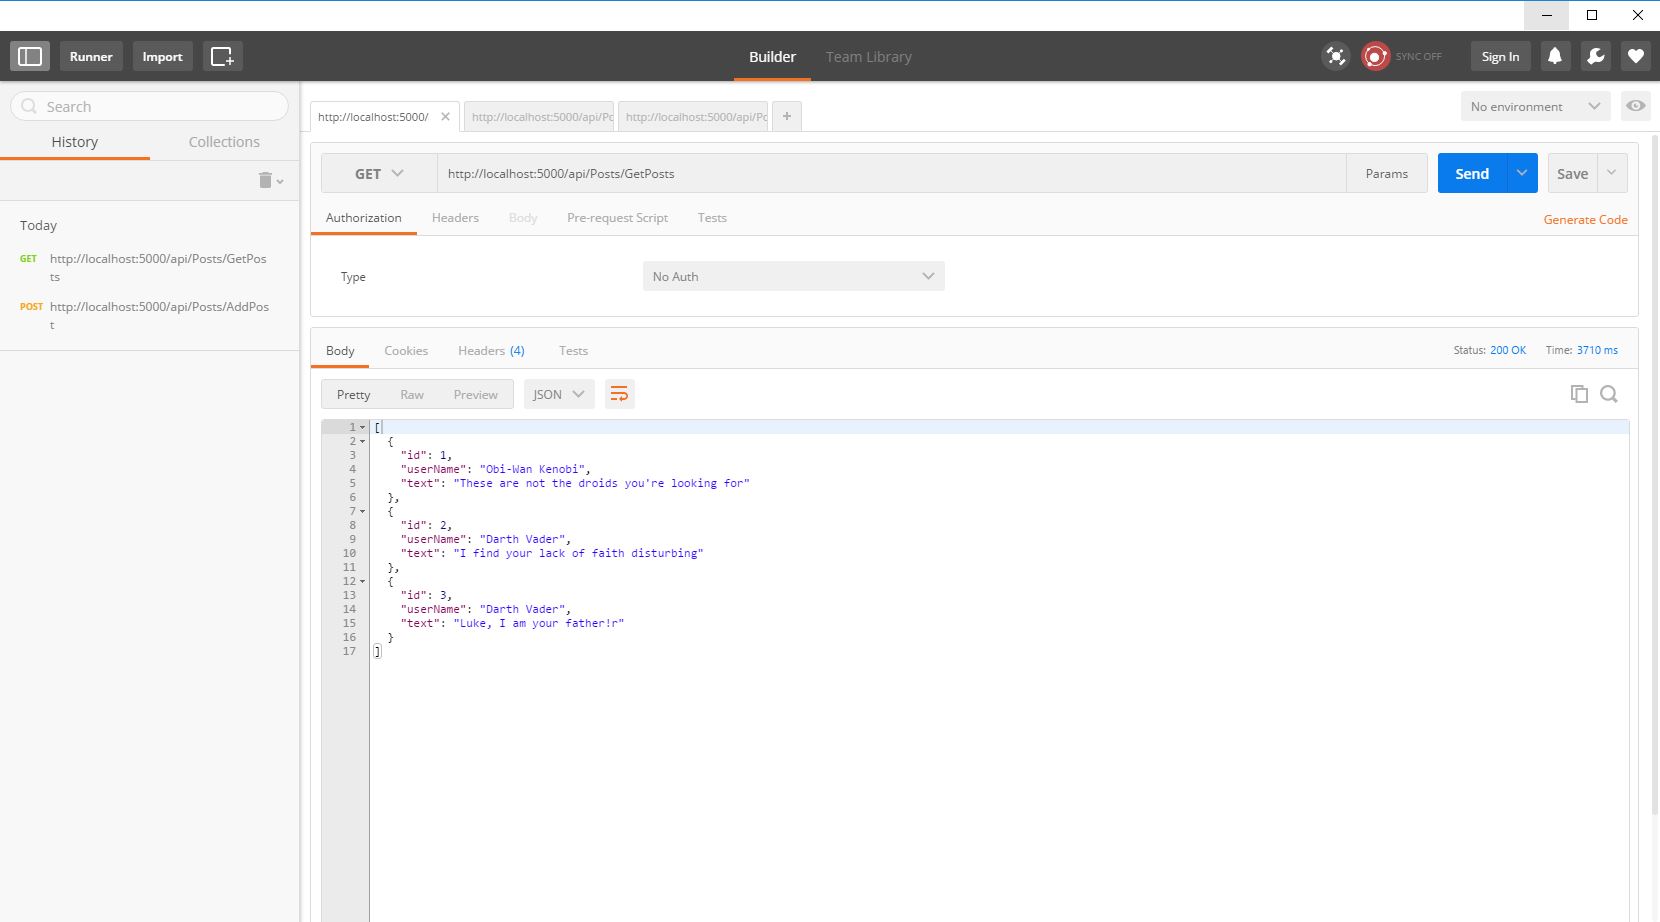 Runner Import Builder Team Library SYNC OFF Sign In
Search
History Collections
Today
GET http://localhost:5000/api/Posts/GetPos
ts
POST http://localhost:5000/api/Posts/AddPos
t
http://localhost:5000/ http://localhost:5000/api/Po http://localhost:5000/api/Po + No environment
GET http://localhost:5000/api/Posts/GetPosts Params Send Save
Authorization Headers Body Pre-request Script Tests Generate Code
Type No Auth
Body Cookies Headers (4) Tests Status: 200 OK Time: 3710 ms
Pretty Raw Preview JSON
1 [
2 {
3 "id": 1,
4 "userName": "Obi-Wan Kenobi",
5 "text": "These are not the droids you're looking for"
6 },
7 {
8 "id": 2,
9 "userName": "Darth Vader",
10 "text": "I find your lack of faith disturbing"
11 },
12 {
13 "id": 3,
14 "userName": "Darth Vader",
15 "text": "Luke, I am your father!r"
16 }
17 ]